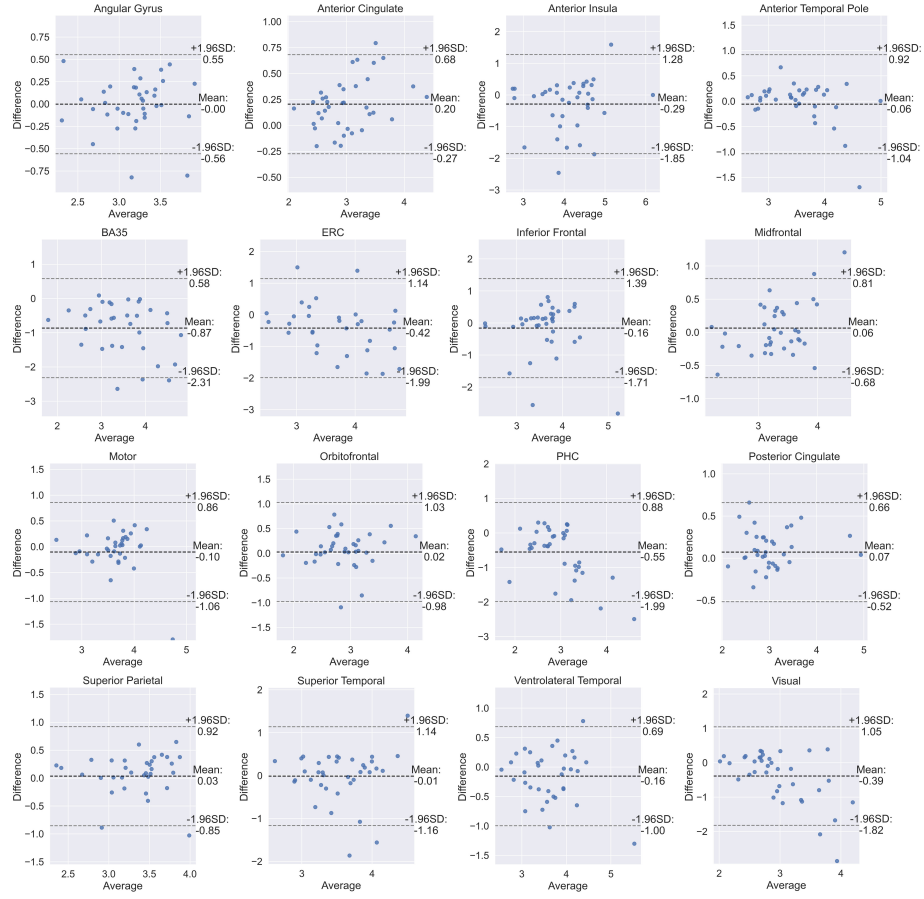 Angular Gyrus
0.75
0.50
0.25
0.00
−0.25
−0.50
−0.75
Difference
+1.96SD:
0.55
Mean:
-0.00
-1.96SD:
-0.56
2.5 3.0 3.5
Average
Anterior Cingulate
1.00
0.75
0.50
0.25
0.00
−0.25
−0.50
Difference
+1.96SD:
0.68
Mean:
0.20
-1.96SD:
-0.27
2 3 4
Average
Anterior Insula
2
1
0
−1
−2
−3
Difference
+1.96SD:
1.28
Mean:
-0.29
-1.96SD:
-1.85
3 4 5 6
Average
Anterior Temporal Pole
1.5
1.0
0.5
0.0
−0.5
−1.0
−1.5
Difference
+1.96SD:
0.92
Mean:
-0.06
-1.96SD:
-1.04
3 4 5
Average
BA35
1
0
−1
−2
−3
Difference
+1.96SD:
0.58
Mean:
-0.87
-1.96SD:
-2.31
2 3 4
Average
ERC
2
1
0
−1
−2
−3
Difference
+1.96SD:
1.14
Mean:
-0.42
-1.96SD:
-1.99
3 4
Average
Inferior Frontal
2
0
−2
Difference
+1.96SD:
1.39
Mean:
-0.16
-1.96SD:
-1.71
3 4 5
Average
Midfrontal
1.0
0.5
0.0
−0.5
−1.0
Difference
+1.96SD:
0.81
Mean:
0.06
-1.96SD:
-0.68
3 4
Average
Motor
1.5
1.0
0.5
0.0
−0.5
−1.0
−1.5
Difference
+1.96SD:
0.86
Mean:
-0.10
-1.96SD:
-1.06
3 4 5
Average
Orbitofrontal
1.5
1.0
0.5
0.0
−0.5
−1.0
−1.5
Difference
+1.96SD:
1.03
Mean:
0.02
-1.96SD:
-0.98
2 3 4
Average
PHC
2
1
0
−1
−2
−3
Difference
+1.96SD:
0.88
Mean:
-0.55
-1.96SD:
-1.99
2 3 4
Average
Posterior Cingulate
1.0
0.5
0.0
−0.5
Difference
+1.96SD:
0.66
Mean:
0.07
-1.96SD:
-0.52
2 3 4 5
Average
Superior Parietal
1.5
1.0
0.5
0.0
−0.5
−1.0
−1.5
Difference
+1.96SD:
0.92
Mean:
0.03
-1.96SD:
-0.85
2.5 3.0 3.5 4.0
Average
Superior Temporal
2
1
0
−1
−2
Difference
+1.96SD:
1.14
Mean:
-0.01
-1.96SD:
-1.16
3 4
Average
Ventrolateral Temporal
1.0
0.5
0.0
−0.5
−1.0
−1.5
Difference
+1.96SD:
0.69
Mean:
-0.16
-1.96SD:
-1.00
3 4 5
Average
Visual
2
1
0
−2
Difference
+1.96SD:
1.05
Mean:
-0.39
-1.96SD:
-1.82
2 3 4
Average